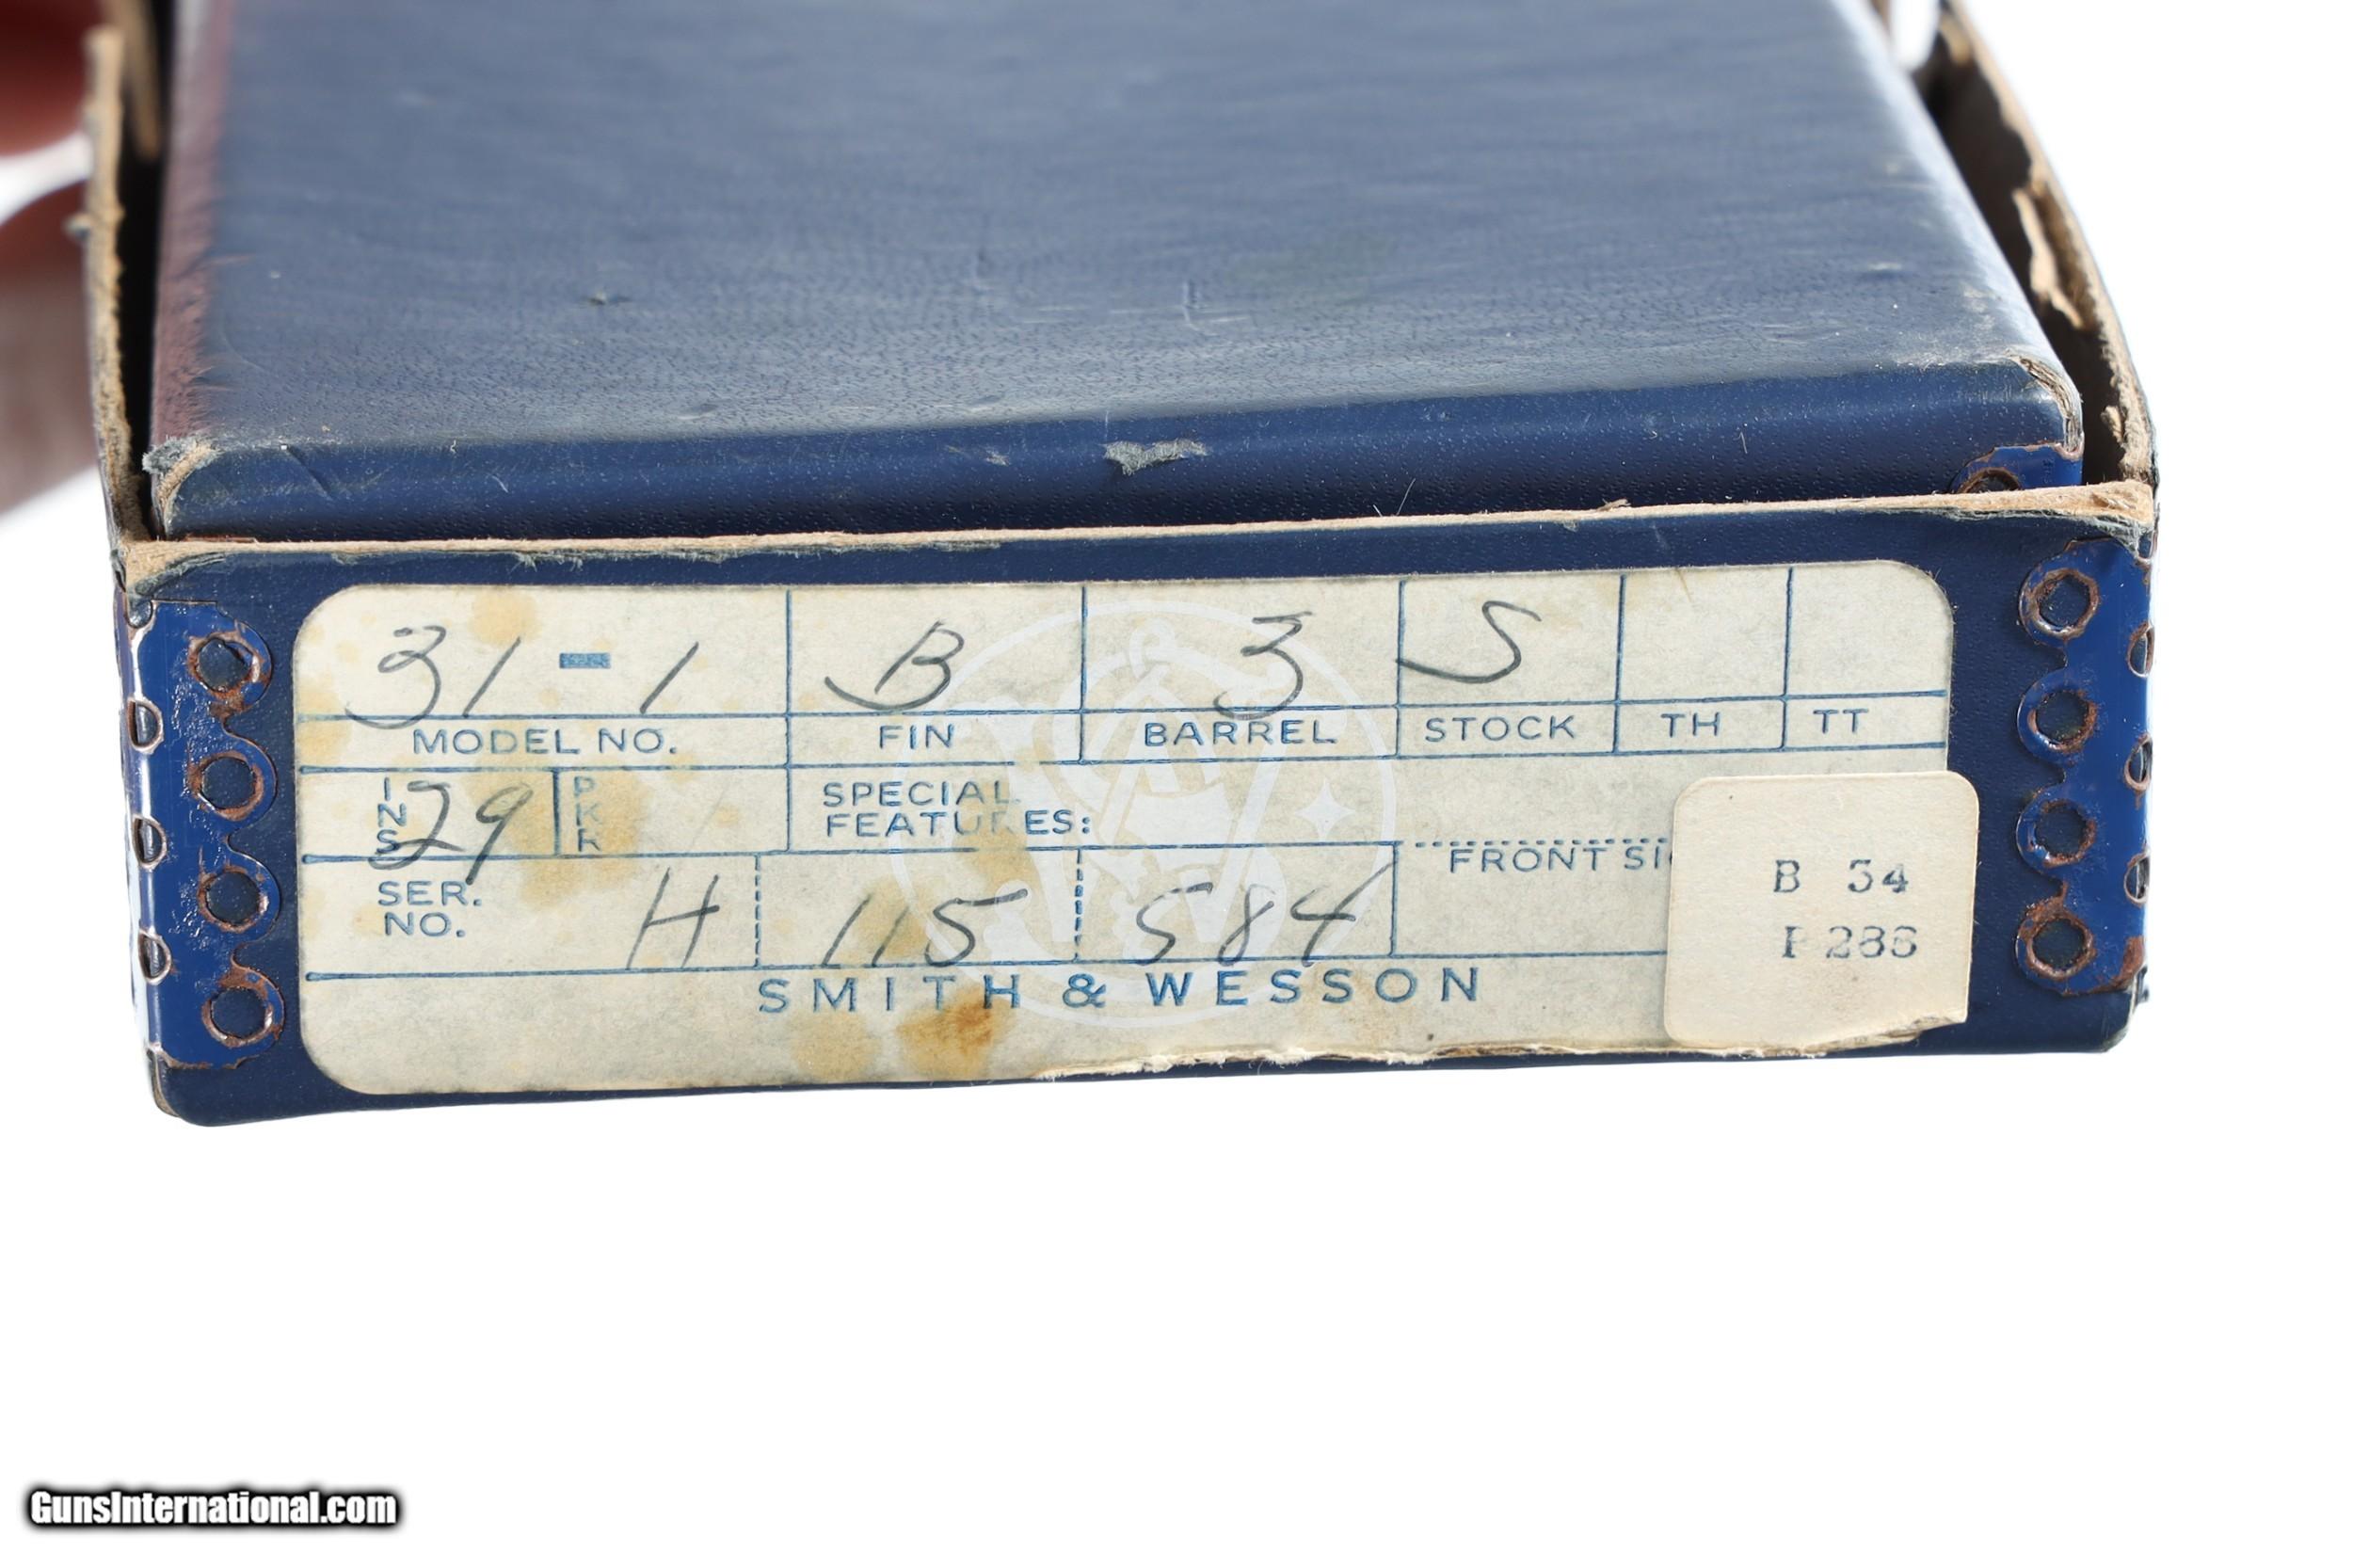 31-1 B 3 S
MODEL NO. FIN BARREL STOCK TH TT
INS 29 PKR SPECIAL FEATURES:
FRONT
SER. NO. H 115 584
B 34
288
SMITH & WESSON
GunsInternational.com